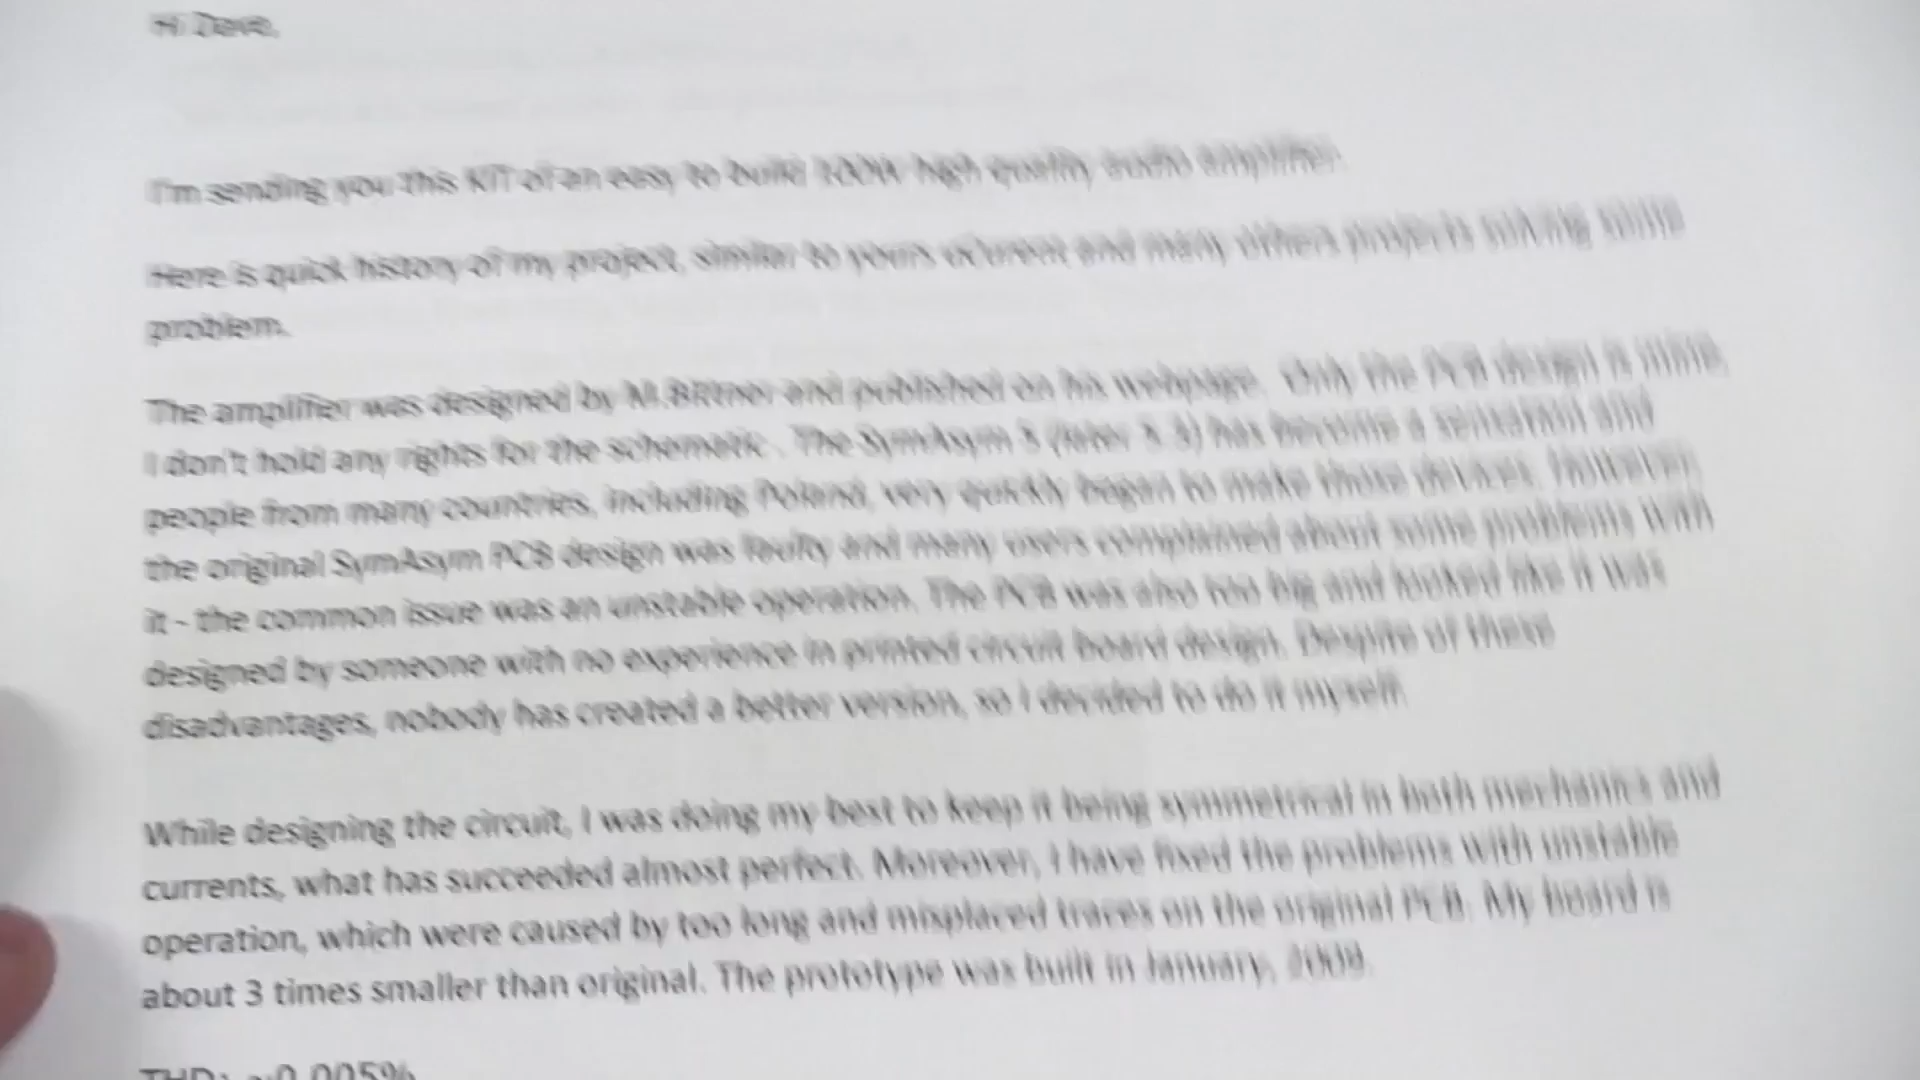 Hi Dave,
I'm sending you this KIT of an easy to build 100W high quality audio amplifier.
Here is quick history of my project, similar to yours and many others projects solving some
problem.
The amplifier was designed by and published on his webpage. Only the PCB design is mine,
I don't hold any rights for the schematic. The SymAsym 5 (later 5.3) has become a sensation and
people from many countries, including Poland, very quickly began to make those devices. However,
the original SymAsym PCB design was faulty and many users complained about some problems with
it - the common issue was an unstable operation. The PCB was also too big and looked like it was
designed by someone with no experience in printed circuit board design. Despite of these
disadvantages, nobody has created a better version, so I decided to do it myself.
While designing the circuit, I was doing my best to keep it being symmetrical in both mechanics and
currents, what has succeeded almost perfect. Moreover, I have fixed the problems with unstable
operation, which were caused by too long and misplaced traces on the original PCB. My board is
about 3 times smaller than original. The prototype was built in January,
THD: ~0.005%